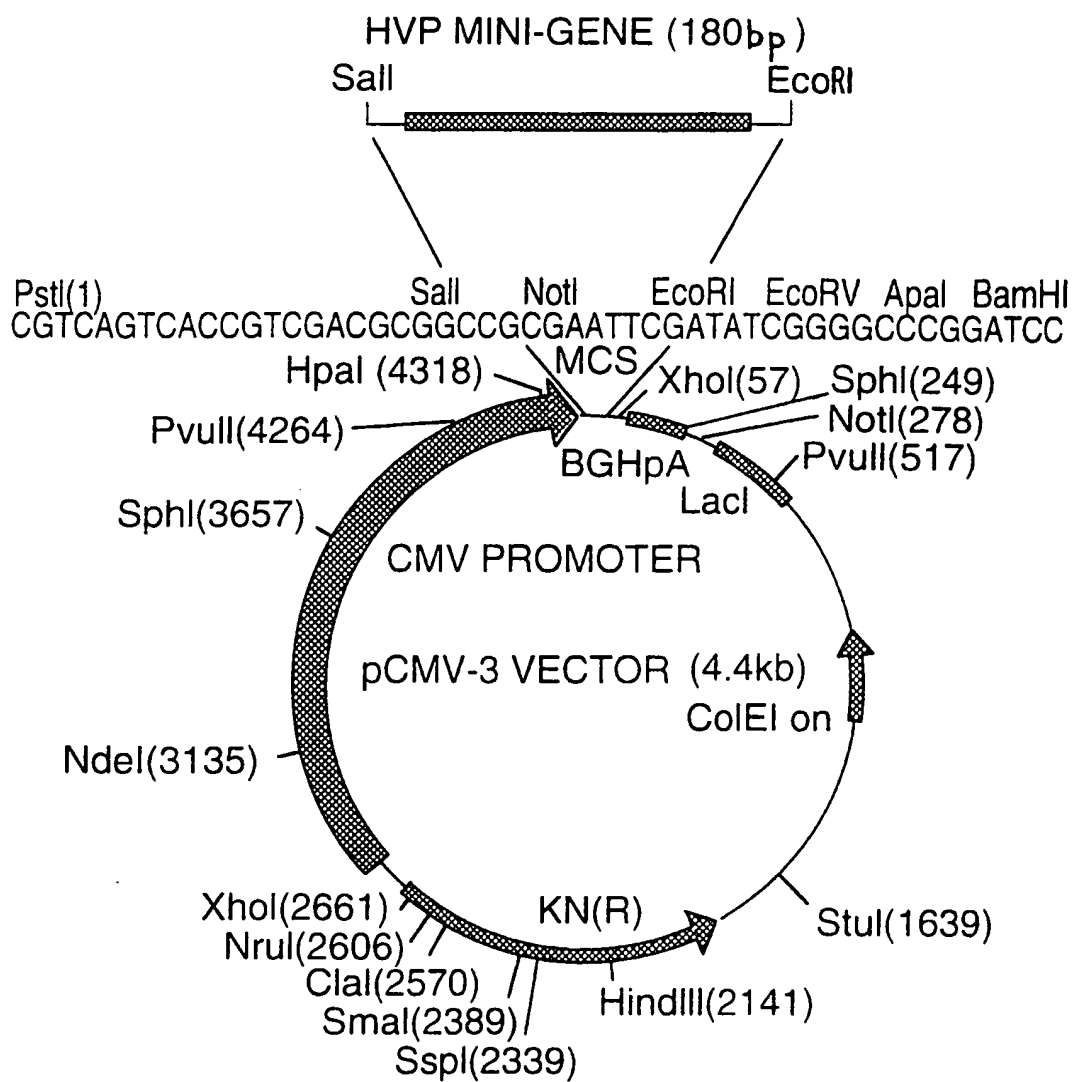 HVP MINI-GENE (180bp)
SalI EcoRI
PstI(1) SalI NotI EcoRI EcoRV ApaI BamHI
CGTCAGTCACCGTCGACGCGGCCGCGAATTCGATATCGGGGCCCGGATCC
MCS
HpaI (4318)
XhoI(57)
SphI(249)
PvuII(4264)
NotI(278)
BGHpA
PvuII(517)
LacI
SphI(3657)
CMV PROMOTER
pCMV-3 VECTOR (4.4kb)
ColEI on
NdeI(3135)
XhoI(2661)
KN(R)
StuI(1639)
NruI(2606)
ClaI(2570)
HindIII(2141)
SmaI(2389)
SspI(2339)